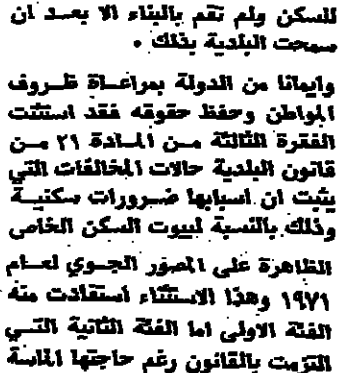 للسكن ولم تقم بالبناء الا بعد ان
سمحت البلدية بذلك .
وايمانا من الدولة بمراعاة ظروف
المواطن وحفظ حقوقه فقد استثنت
الفقرة الثالثة من المادة ٢١ من
قانون البلدية حالات المخالفات التي
يثبت ان اسبابها ضرورات سكنية
وذلك بالنسبة لبيوت السكن الخاص
الظاهرة على المصور الجوي لعام
١٩٧١ وهذا الاستثناء استفادت منه
الفئة الاولى اما الفئة الثانية التي
التزمت بالقانون رغم حاجتها الماسة